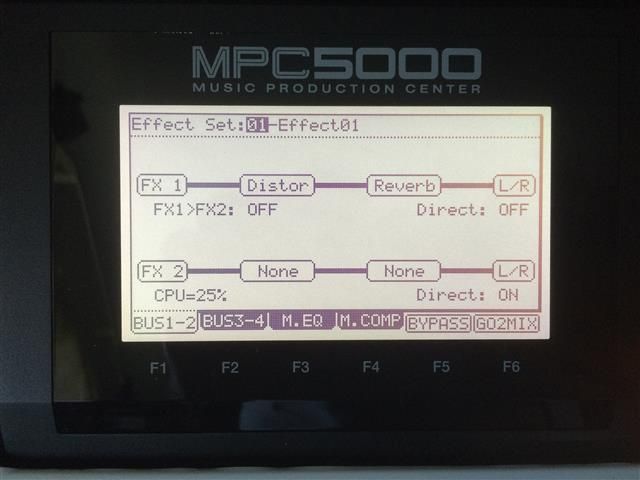 MPC5000
MUSIC PRODUCTION CENTER
Effect Set:01-Effect01
FX 1 Distor Reverb L/R
FX1>FX2: OFF Direct: OFF
FX 2 None None L/R
CPU=25% Direct: ON
BUS1-2 BUS3-4 M.EQ M.COMP BYPASS GO2MIX
F1 F2 F3 F4 F5 F6